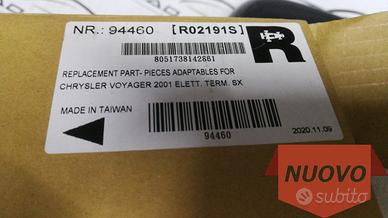 NR.: 94460 [R02191S]
R
8051738142881
REPLACEMENT PART- PIECES ADAPTABLES FOR
CHRYSLER VOYAGER 2001 ELETT. TERM. SX
MADE IN TAIWAN
94460
2020.11.09
NUOVO
subito